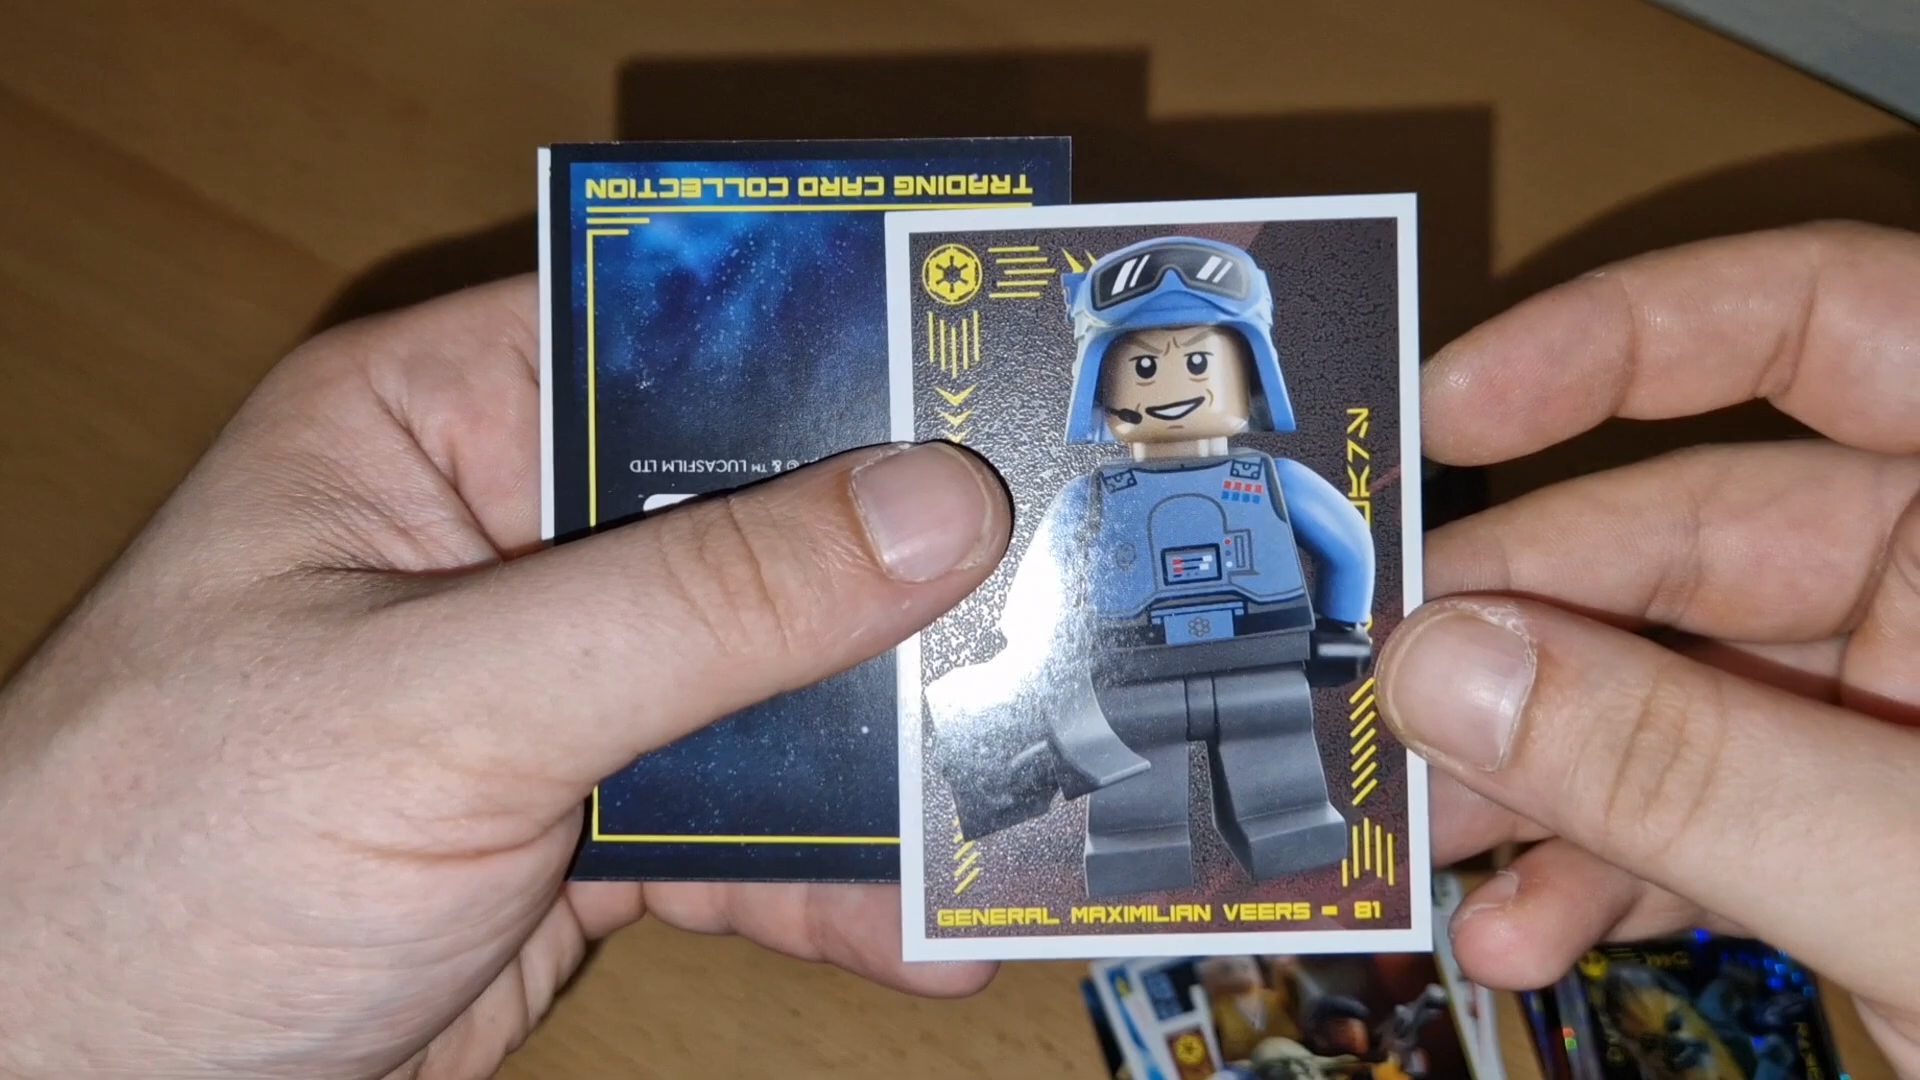 TRADING CARD COLLECTION
& ™ LUCASFILM LTD
GENERAL MAXIMILIAN VEERS - 81